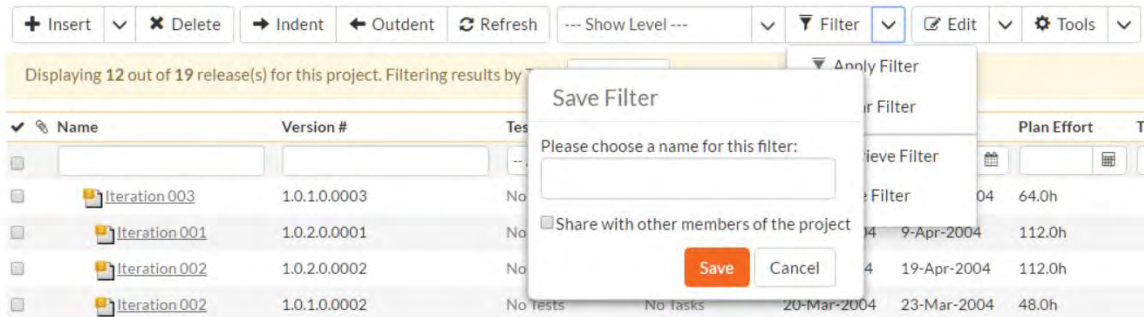 Insert Delete Indent Outdent Refresh --- Show Level --- Filter Edit Tools
Displaying 12 out of 19 release(s) for this project. Filtering results by
Apply Filter
Save Filter
Filter
Name Version # Plan Effort
Please choose a name for this filter:
Filter
Filter
Iteration 003 1.0.1.0.0003 No 64.0h
Share with other members of the project
Iteration 001 1.0.2.0.0001 No 9-Apr-2004 112.0h
Iteration 002 1.0.2.0.0002 No 19-Apr-2004 112.0h
Save Cancel
Iteration 002 1.0.1.0.0002 No Tests No Tasks 20-Mar-2004 23-Mar-2004 48.0h